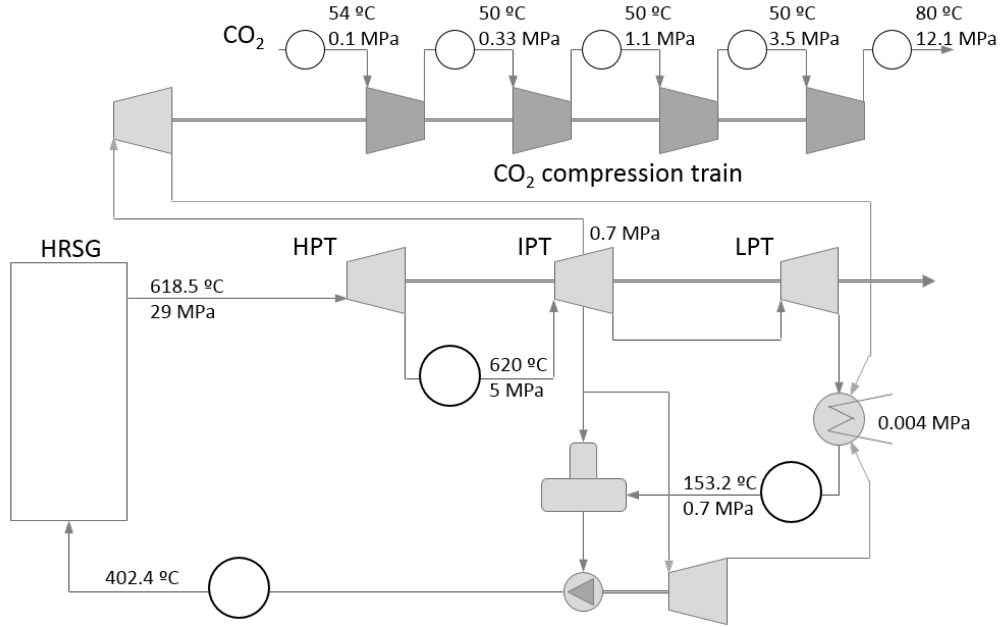 54 ºC
50 ºC
50 ºC
50 ºC
80 ºC
CO₂
0.1 MPa
0.33 MPa
1.1 MPa
3.5 MPa
12.1 MPa
CO₂ compression train
0.7 MPa
HRSG
HPT
IPT
LPT
618.5 ºC
29 MPa
620 ºC
5 MPa
0.004 MPa
153.2 ºC
0.7 MPa
402.4 ºC